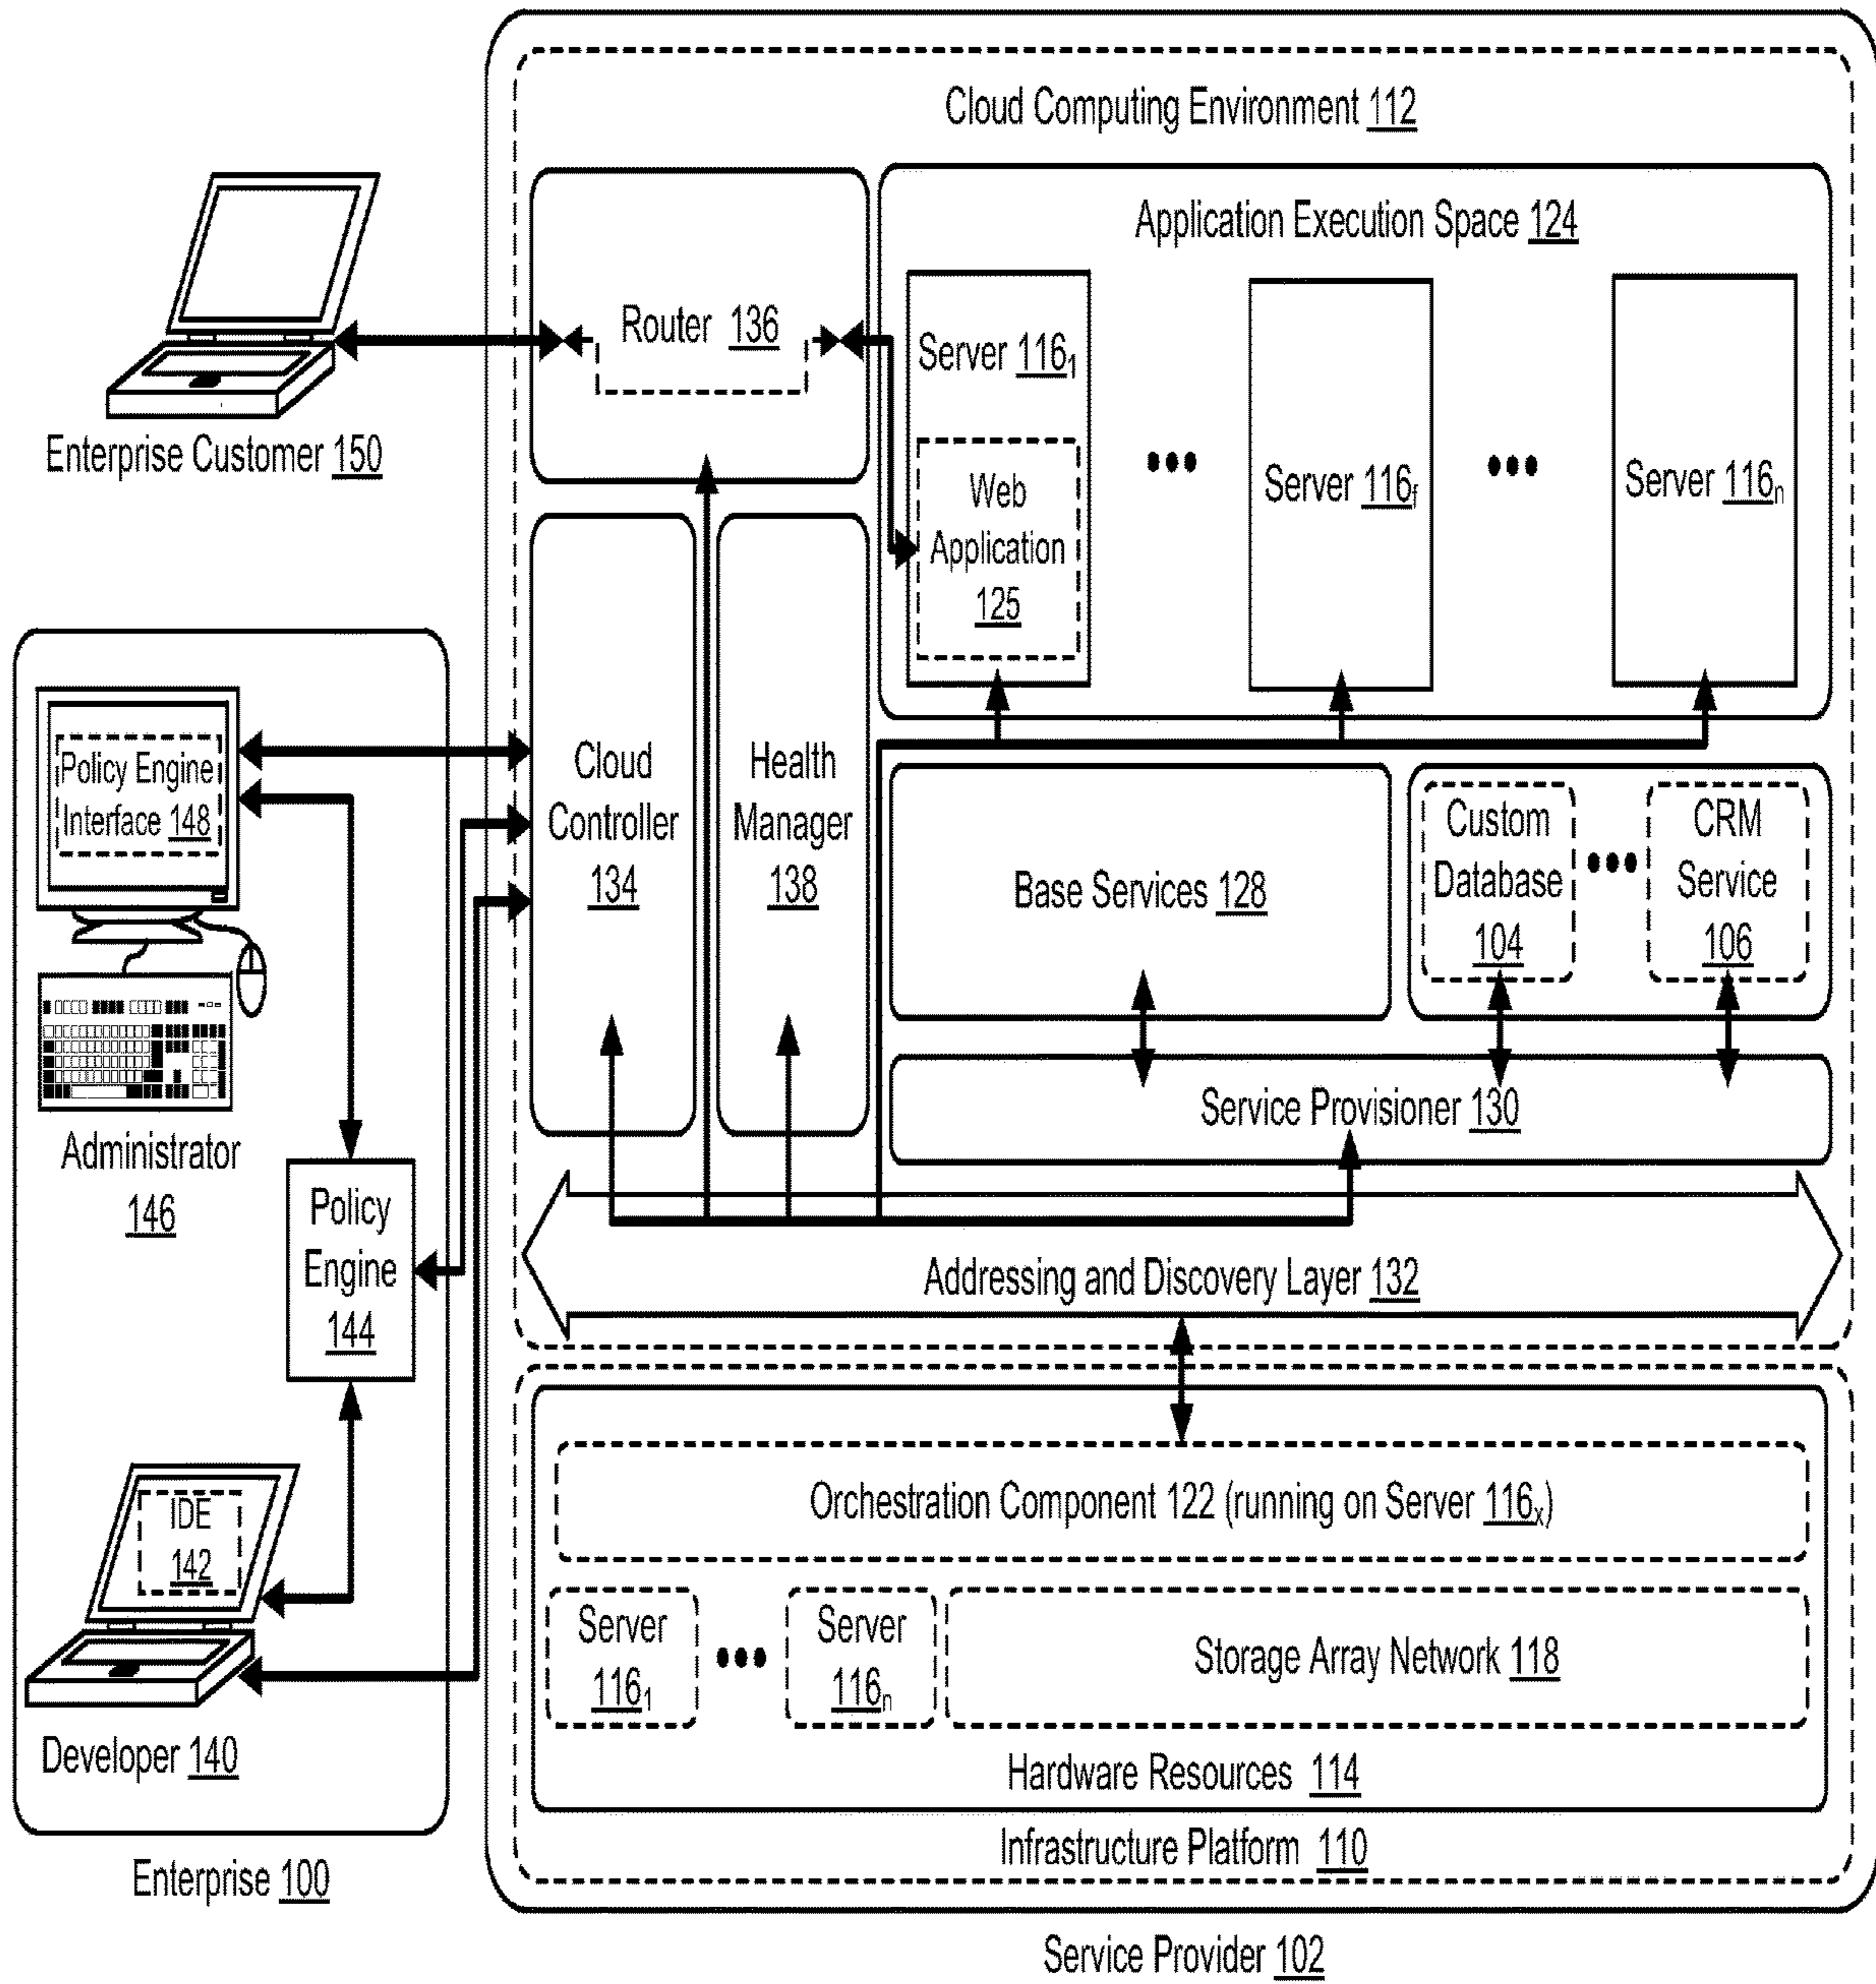 Cloud Computing Environment 112
Application Execution Space 124
Router 136
Server 116₁
Web
Application
125
Server 116f
Server 116n
Enterprise Customer 150
Policy Engine
Interface 148
Administrator
146
Policy
Engine
144
IDE
142
Developer 140
Enterprise 100
Cloud
Controller
134
Health
Manager
138
Base Services 128
Custom
Database
104
CRM
Service
106
Service Provisioner 130
Addressing and Discovery Layer 132
Orchestration Component 122 (running on Server 116ₓ)
Server
116₁
Server
116n
Storage Array Network 118
Hardware Resources 114
Infrastructure Platform 110
Service Provider 102